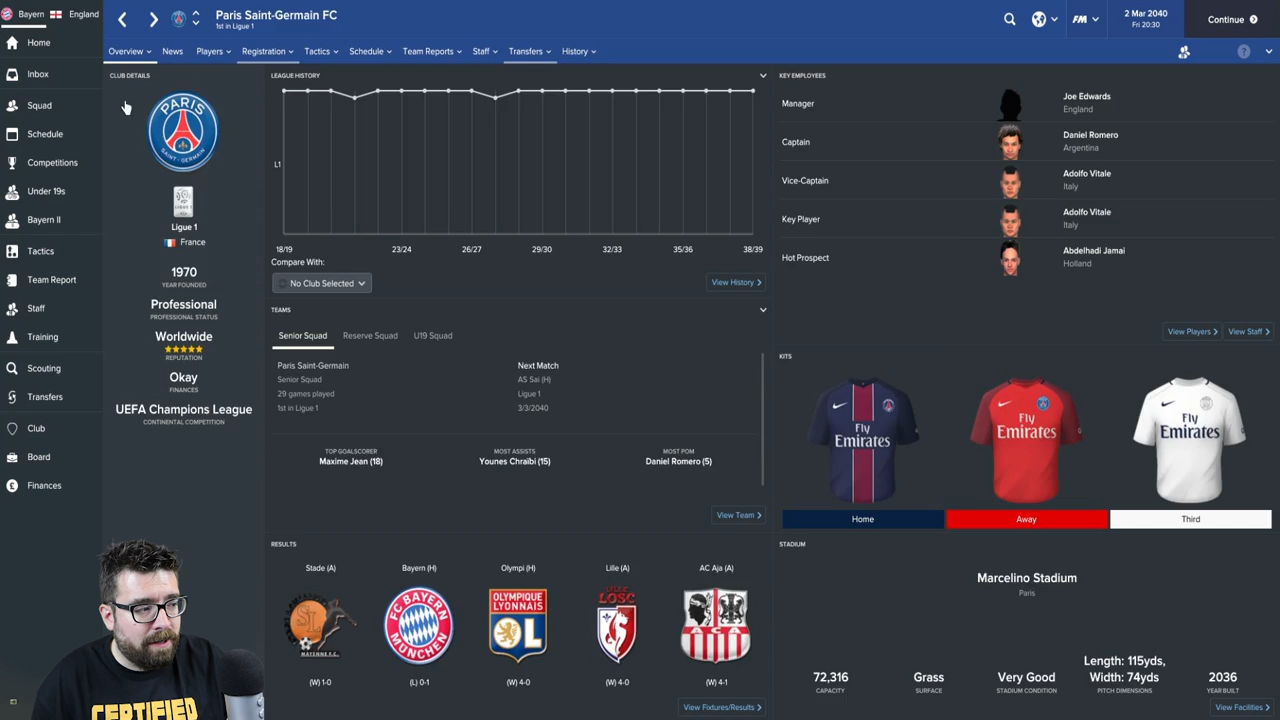 Bayern
England
Home
Inbox
Squad
Schedule
Competitions
Under 19s
Bayern II
Tactics
Team Report
Staff
Training
Scouting
Transfers
Club
Board
Finances
Paris Saint-Germain FC
1st in Ligue 1
FM
2 Mar 2040
Fri 20:30
Continue
Overview
News
Players
Registration
Tactics
Schedule
Team Reports
Staff
Transfers
History
CLUB DETAILS
PARIS
SAINT-GERMAIN
Ligue 1
France
1970
YEAR FOUNDED
Professional
PROFESSIONAL STATUS
Worldwide
REPUTATION
Okay
FINANCES
UEFA Champions League
CONTINENTAL COMPETITION
LEAGUE HISTORY
L1
18/19 23/24 26/27 29/30 32/33 35/36 38/39
Compare With:
No Club Selected
View History
TEAMS
Senior Squad Reserve Squad U19 Squad
Paris Saint-Germain
Senior Squad
29 games played
1st in Ligue 1
Next Match
AS Sai (H)
Ligue 1
3/3/2040
TOP GOALSCORER
Maxime Jean (18)
MOST ASSISTS
Younes Chraibi (15)
MOST POM
Daniel Romero (5)
View Team
RESULTS
Stade (A) Bayern (H) Olympi (H) Lille (A) AC Aja (A)
MAYENNE F.C.
FC BAYERN
MÜNCHEN
OLYMPIQUE
LYONNAIS
OL
LOSC
ACA
(W) 1-0 (L) 0-1 (W) 4-0 (W) 4-0 (W) 4-1
View Fixtures/Results
KEY EMPLOYEES
Manager
Joe Edwards
England
Captain
Daniel Romero
Argentina
Vice-Captain
Adolfo Vitale
Italy
Key Player
Adolfo Vitale
Italy
Hot Prospect
Abdelhadi Jamai
Holland
View Players
View Staff
KITS
Fly
Emirates
Fly
Emirates
Fly
Emirates
Home
Away
Third
STADIUM
Marcelino Stadium
Paris
72,316
CAPACITY
Grass
SURFACE
Very Good
STADIUM CONDITION
Length: 115yds,
Width: 74yds
PITCH DIMENSIONS
2036
YEAR BUILT
View Facilities
CERTIFIED